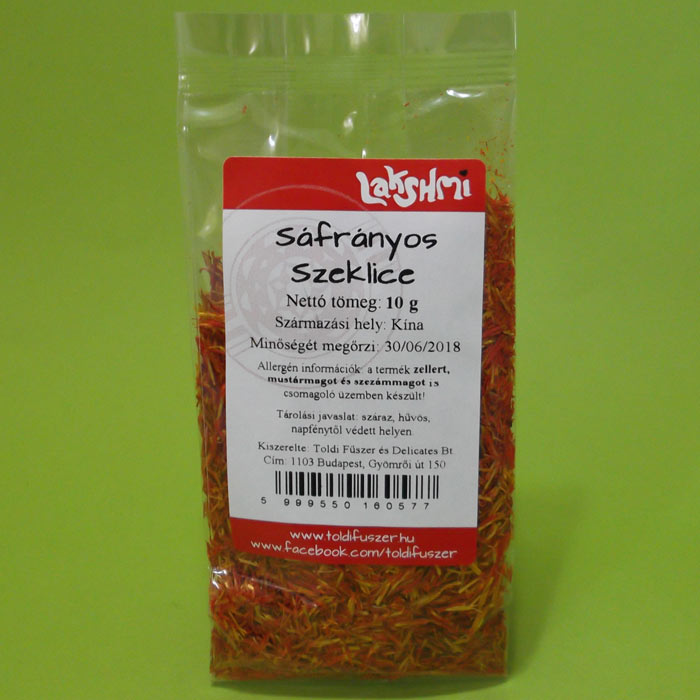 Lakshmi
Sáfrányos
Szeklice
Nettó tömeg: 10 g
Származási hely: Kína
Minőségét megőrzi: 30/06/2018
Allergén információk: a termék zellert,
mustármagot és szezámmagot is
csomagoló üzemben készült!
Tárolási javaslat: száraz, hűvös,
napfénytől védett helyen.
Kiszerelte: Toldi Fűszer és Delicates Bt.
Cím: 1103 Budapest, Gyömrői út 150
5 999550 160577
www.toldifuszer.hu
www.facebook.com/toldifuszer